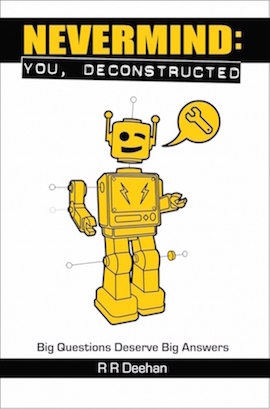 NEVERMIND:
YOU, DECONSTRUCTED
Big Questions Deserve Big Answers
R R Deehan